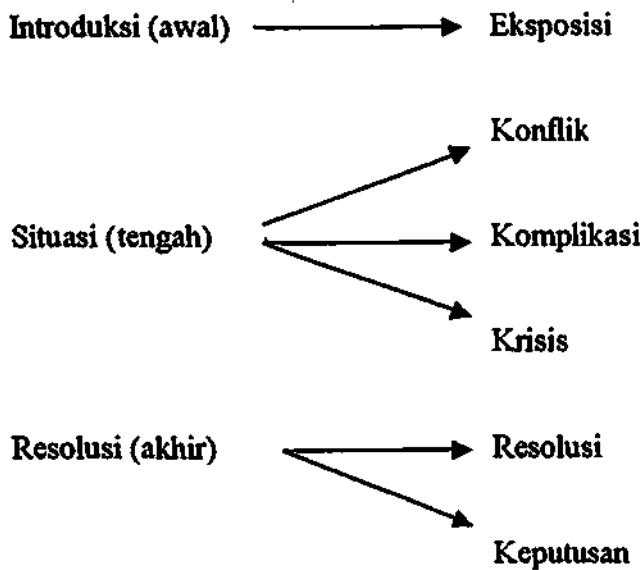 Introduksi (awal) Eksposisi
Konflik
Situasi (tengah) Komplikasi
Krisis
Resolusi (akhir) Resolusi
Keputusan